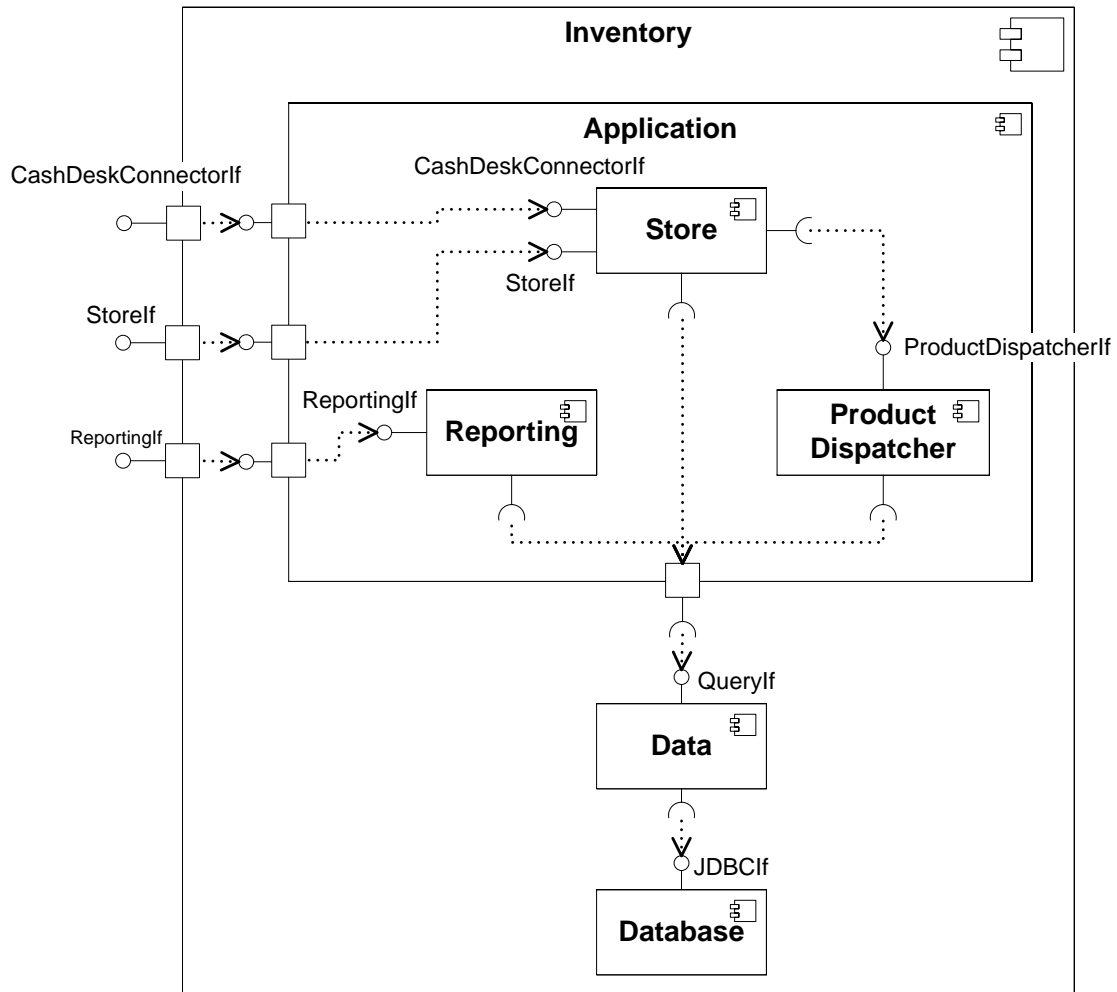 Inventory
Application
CashDeskConnectorIf
CashDeskConnectorIf
Store
StoreIf
StoreIf
ProductDispatcherIf
ReportingIf
ReportingIf
Reporting
Product
Dispatcher
QueryIf
Data
JDBCIf
Database